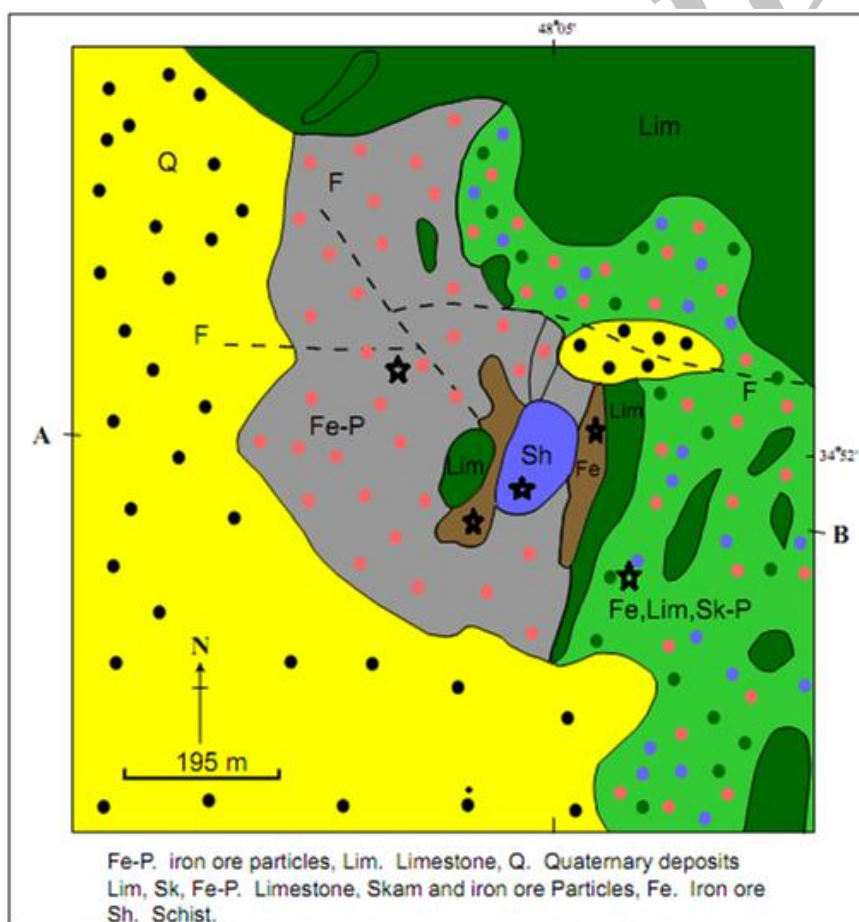 48°05'
Lim
Q
F
F
F
Fe-P
Lim
Sh
Fe
Lim
A
34°52'
B
Fe,Lim,Sk-P
N
195 m
Fe-P. iron ore particles, Lim. Limestone, Q. Quaternary deposits
Lim, Sk, Fe-P. Limestone, Skam and iron ore Particles, Fe. Iron ore
Sh. Schist.